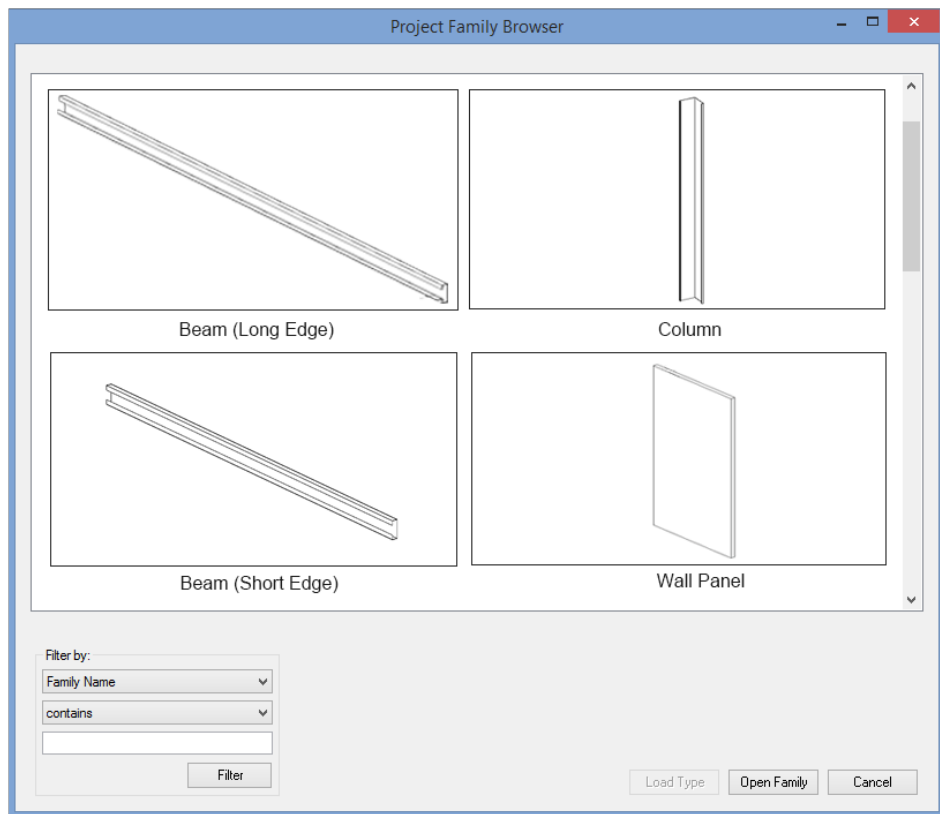 Project Family Browser
Beam (Long Edge)
Column
Beam (Short Edge)
Wall Panel
Filter by:
Family Name
contains
Filter
Load Type
Open Family
Cancel